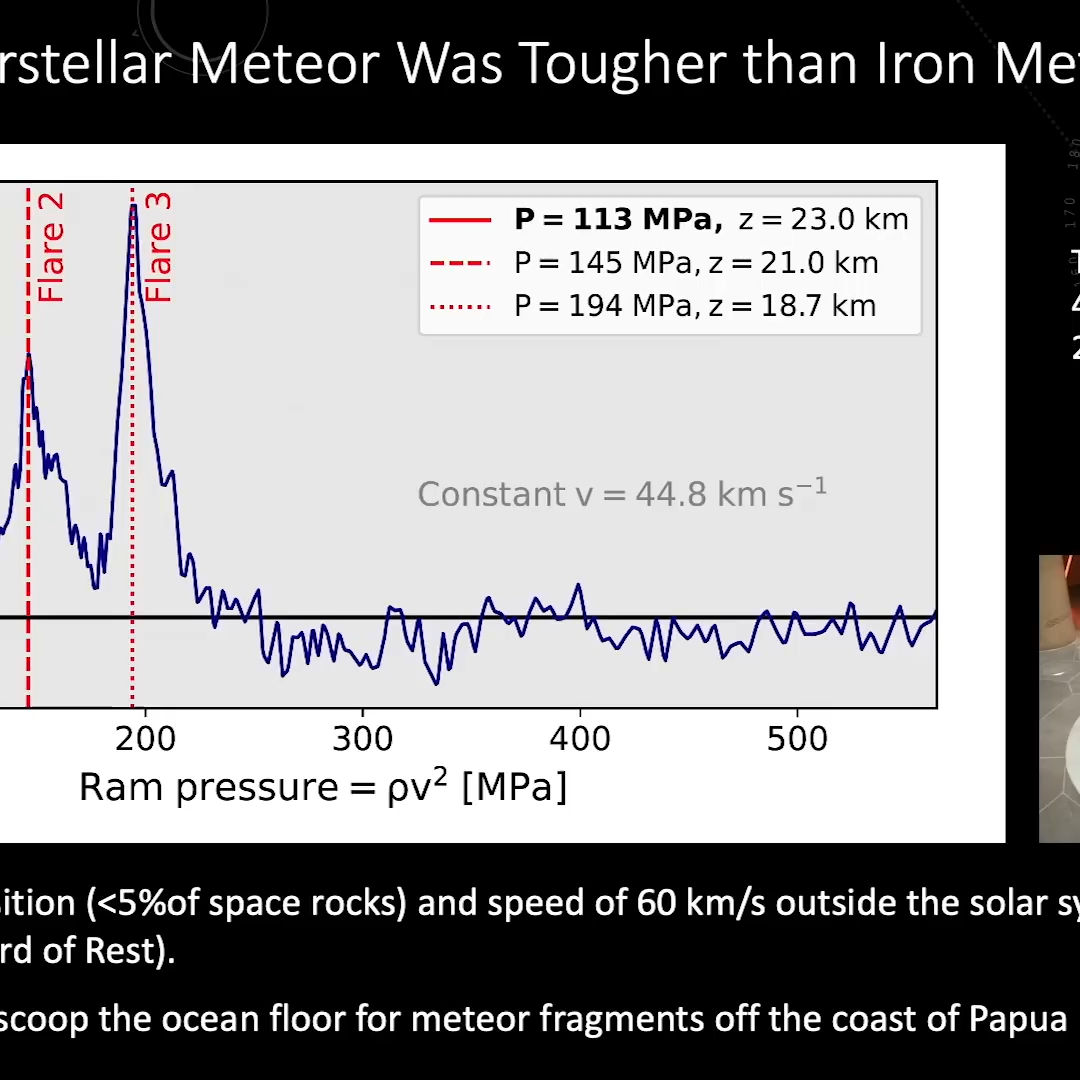 rstellar Meteor Was Tougher than Iron Me
Flare 2
Flare 3
P = 113 MPa, z = 23.0 km
P = 145 MPa, z = 21.0 km
P = 194 MPa, z = 18.7 km
Constant v = 44.8 km s⁻¹
200 300 400 500
Ram pressure = ρv² [MPa]
ition (<5%of space rocks) and speed of 60 km/s outside the solar sy
rd of Rest).
scoop the ocean floor for meteor fragments off the coast of Papua
180
170